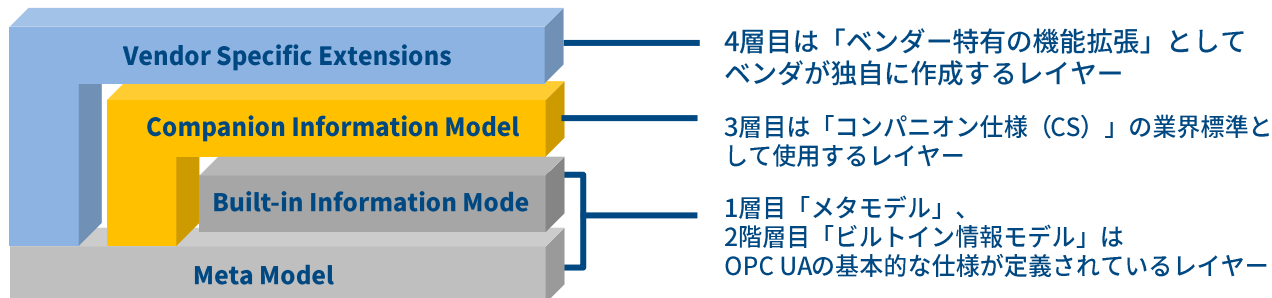 Vendor Specific Extensions
4層目は「ベンダー特有の機能拡張」として
ベンダが独自に作成するレイヤー
Companion Information Model
3層目は「コンパニオン仕様（CS）」の業界標準と
して使用するレイヤー
Built-in Information Mode
1層目「メタモデル」、
2階層目「ビルトイン情報モデル」は
OPC UAの基本的な仕様が定義されているレイヤー
Meta Model